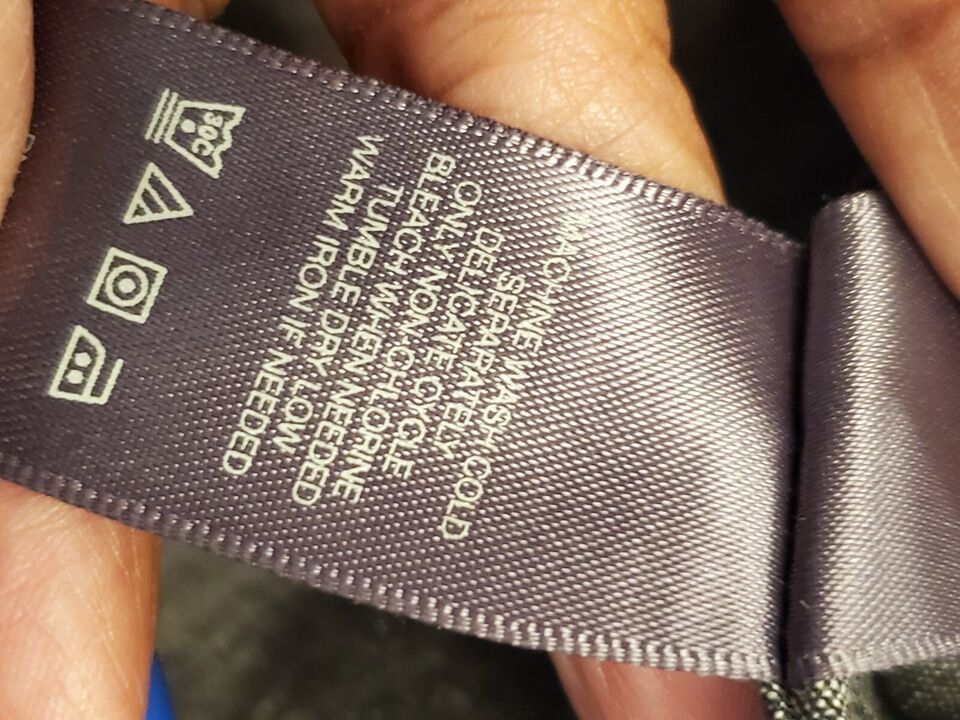 MACHINE WASH COLD
SEPARATELY
DELICATE CYCLE
ONLY NON-CHLORINE
BLEACH WHEN NEEDED
TUMBLE DRY LOW
WARM IRON IF NEEDED
30C